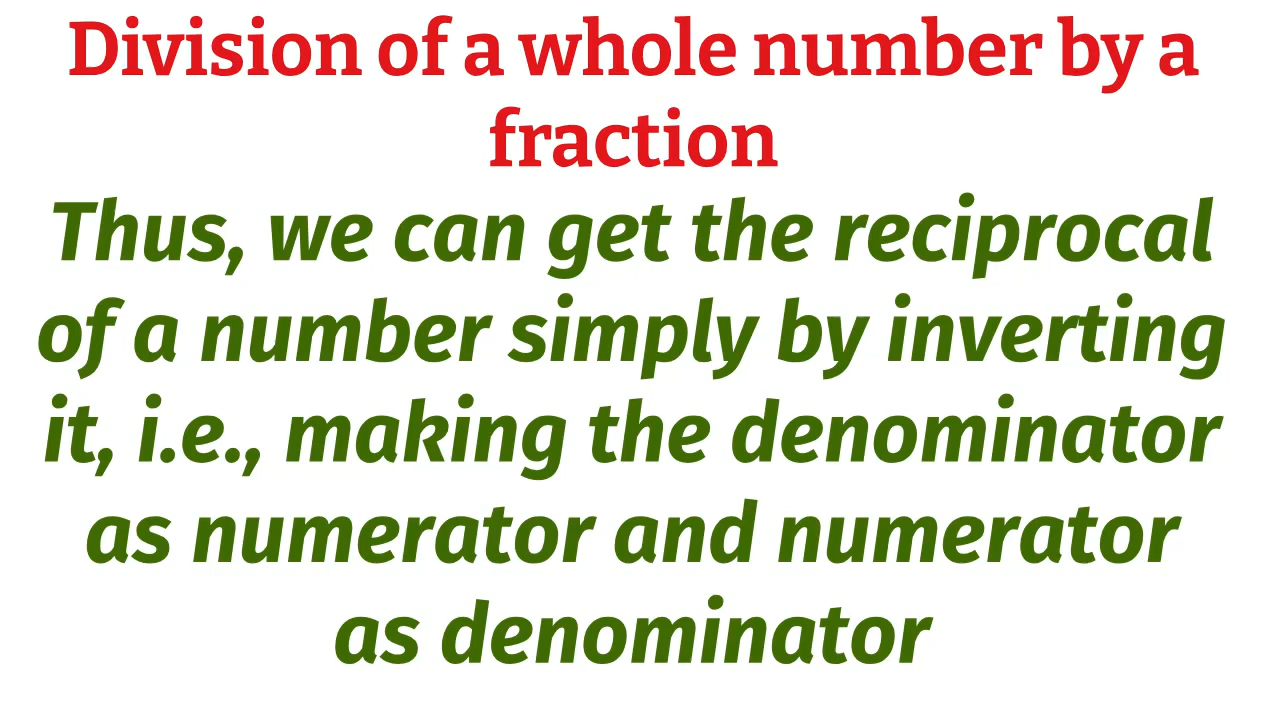 Division of a whole number by a
fraction
Thus, we can get the reciprocal
of a number simply by inverting
it, i.e., making the denominator
as numerator and numerator
as denominator